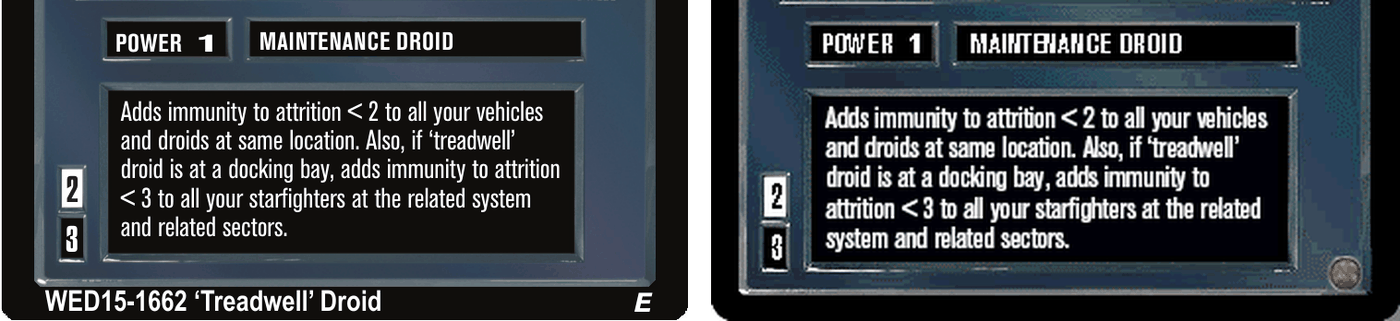 POWER 1
MAINTENANCE DROID
Adds immunity to attrition < 2 to all your vehicles
and droids at same location. Also, if ‘treadwell’
droid is at a docking bay, adds immunity to attrition
< 3 to all your starfighters at the related system
and related sectors.
2
3
WED15-1662 ‘Treadwell’ Droid
E
POWER 1
MAINTENANCE DROID
Adds immunity to attrition < 2 to all your vehicles
and droids at same location. Also, if ‘treadwell’
droid is at a docking bay, adds immunity to
attrition < 3 to all your starfighters at the related
system and related sectors.
2
3